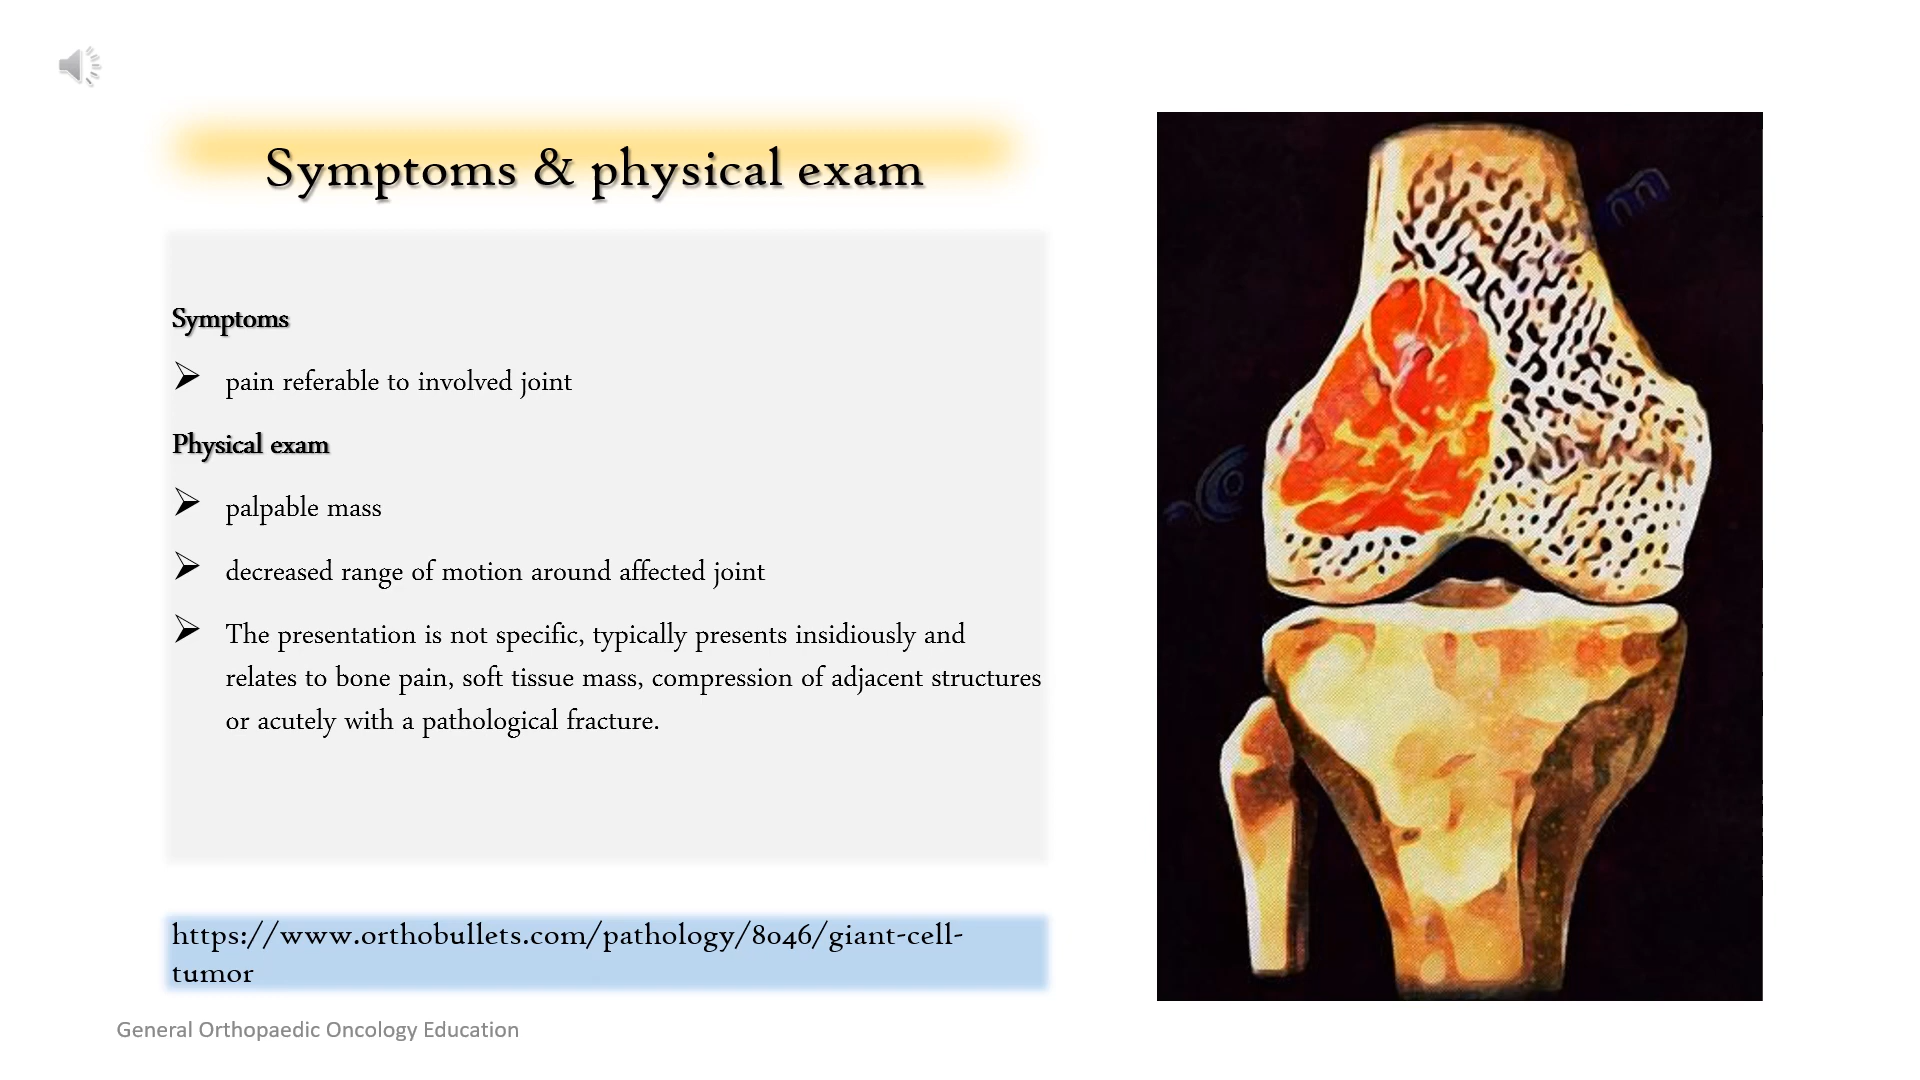 Symptoms & physical exam
Symptoms
pain referable to involved joint
Physical exam
palpable mass
decreased range of motion around affected joint
The presentation is not specific, typically presents insidiously and
relates to bone pain, soft tissue mass, compression of adjacent structures
or acutely with a pathological fracture.
https://www.orthobullets.com/pathology/8046/giant-cell-
tumor
General Orthopaedic Oncology Education